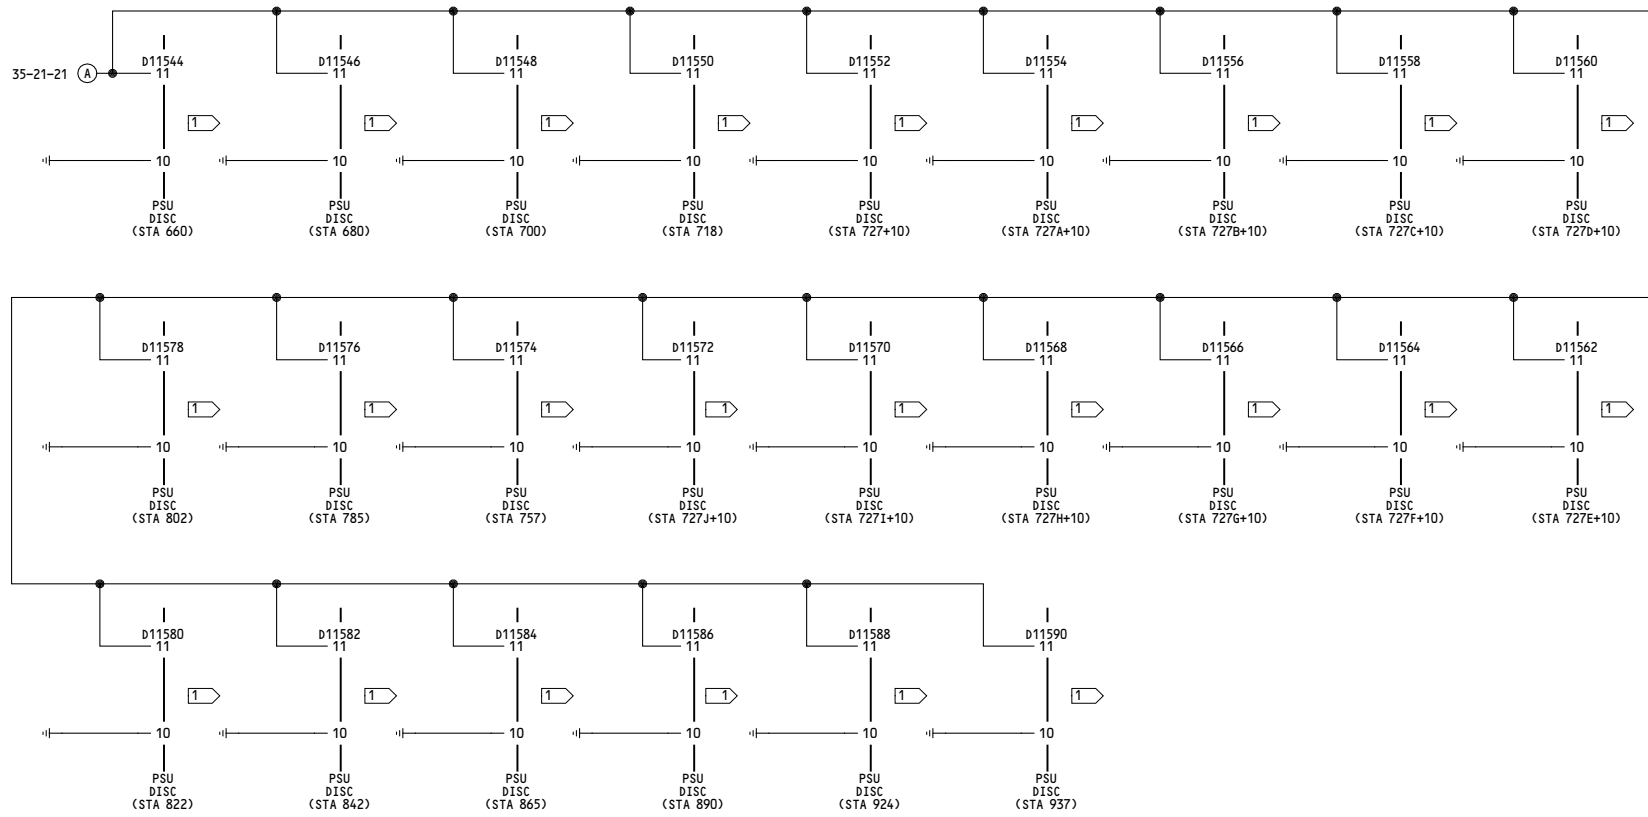 D11544 D11546 D11548 D11550 D11552 D11554 D11556 D11558 D11560
35-21-21 A 11 11 11 11 11 11 11 11 11
1 1 1 1 1 1 1 1 1
10 10 10 10 10 10 10 10 10
PSU PSU PSU PSU PSU PSU PSU PSU PSU
DISC DISC DISC DISC DISC DISC DISC DISC DISC
(STA 660) (STA 680) (STA 700) (STA 718) (STA 727+10) (STA 727A+10) (STA 727B+10) (STA 727C+10) (STA 727D+10)
D11578 D11576 D11574 D11572 D11570 D11568 D11566 D11564 D11562
11 11 11 11 11 11 11 11 11
1 1 1 1 1 1 1 1 1
10 10 10 10 10 10 10 10 10
PSU PSU PSU PSU PSU PSU PSU PSU PSU
DISC DISC DISC DISC DISC DISC DISC DISC DISC
(STA 802) (STA 785) (STA 757) (STA 727J+10) (STA 727I+10) (STA 727H+10) (STA 727G+10) (STA 727F+10) (STA 727E+10)
D11580 D11582 D11584 D11586 D11588 D11590
11 11 11 11 11 11
1 1 1 1 1 1
10 10 10 10 10 10
PSU PSU PSU PSU PSU PSU
DISC DISC DISC DISC DISC DISC
(STA 822) (STA 842) (STA 865) (STA 890) (STA 924) (STA 937)